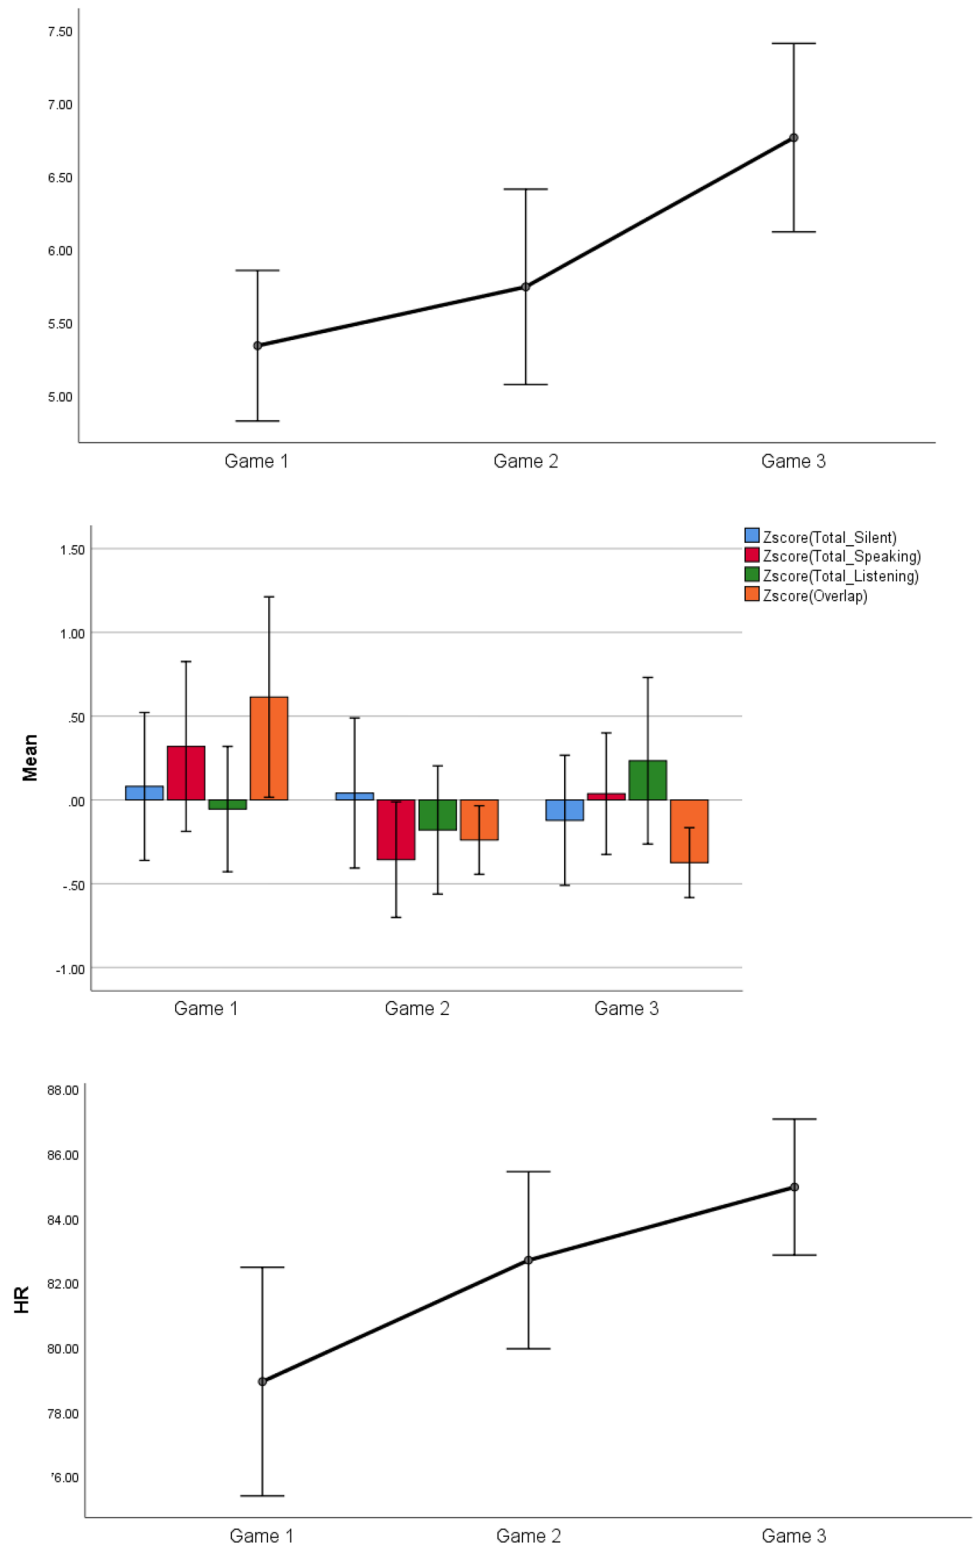 7.50
7.00
6.50
6.00
5.50
5.00
Game 1 Game 2 Game 3
Zscore(Total_Silent)
Zscore(Total_Speaking)
Zscore(Total_Listening)
Zscore(Overlap)
Mean
1.50
1.00
.50
.00
-.50
-1.00
Game 1 Game 2 Game 3
HR
88.00
86.00
84.00
82.00
80.00
78.00
6.00
Game 1 Game 2 Game 3